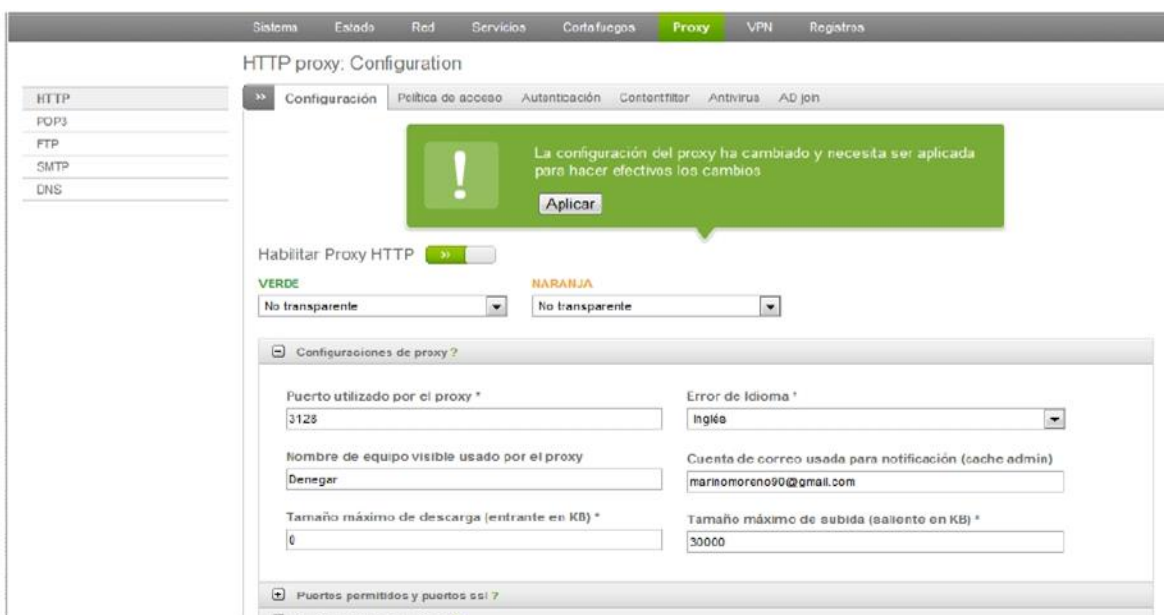 Sistema Estado Red Servicios Cortafuegos Proxy VPN Registros
HTTP proxy: Configuration
HTTP
POP3
FTP
SMTP
DNS
» Configuración Política de acceso Autenticación Contentfilter Antivirus AD join
La configuración del proxy ha cambiado y necesita ser aplicada
para hacer efectivos los cambios
Aplicar
Habilitar Proxy HTTP »
VERDE NARANJA
No transparente No transparente
Configuraciones de proxy ?
Puerto utilizado por el proxy * Error de Idioma *
3128 Inglés
Nombre de equipo visible usado por el proxy Cuenta de correo usada para notificación (cache admin)
Denegar marinomoreno90@gmail.com
Tamaño máximo de descarga (entrante en KB) * Tamaño máximo de subida (saliente en KB) *
0 30000
Puertos permitidos y puertos ssl ?